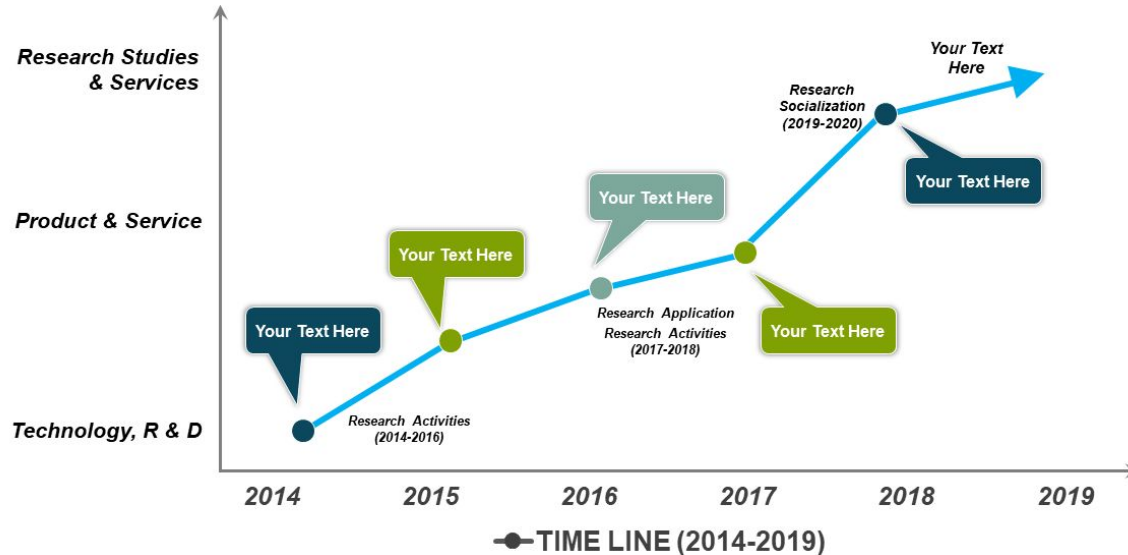 Research Studies
& Services
Product & Service
Technology, R & D
Your Text Here
Your Text Here
Your Text Here
Your Text Here
Your Text Here
Your Text
Here
Research
Socialization
(2019-2020)
Research Application
Research Activities
(2017-2018)
Research Activities
(2014-2016)
2014 2015 2016 2017 2018 2019
TIME LINE (2014-2019)